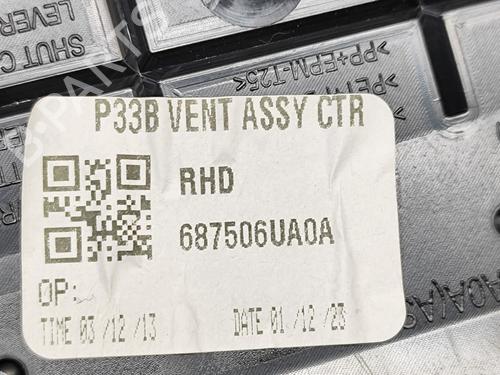 SHUT
LEVER
>PP+EPM-T25<
P33B VENT ASSY CTR
RHD
687506UA0A
OP:
TIME 03 /12 /13
DATE 01 /12 /23
B-PARTS